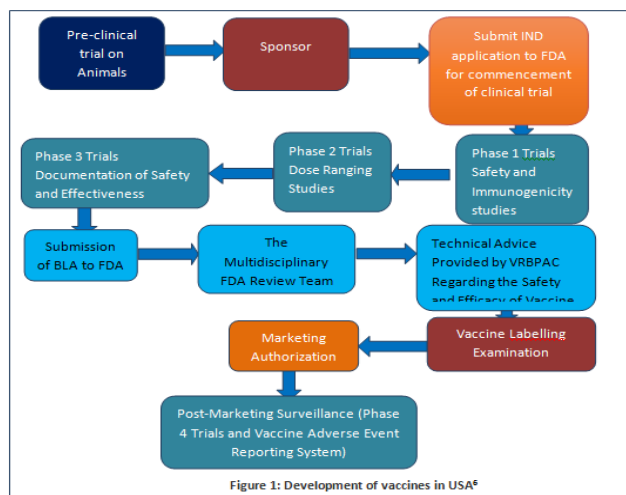 Pre-clinical
trial on
Animals
Sponsor
Submit IND
application to FDA
for commencement
of clinical trial
Phase 1 Trials
Safety and
Immunogenicity
studies
Phase 2 Trials
Dose Ranging
Studies
Phase 3 Trials
Documentation of Safety
and Effectiveness
Submission
of BLA to FDA
The
Multidisciplinary
FDA Review Team
Technical Advice
Provided by VRBPAC
Regarding the Safety
and Efficacy of Vaccine
Vaccine Labelling
Examination
Marketing
Authorization
Post-Marketing Surveillance (Phase
4 Trials and Vaccine Adverse Event
Reporting System)
Figure 1: Development of vaccines in USA⁶